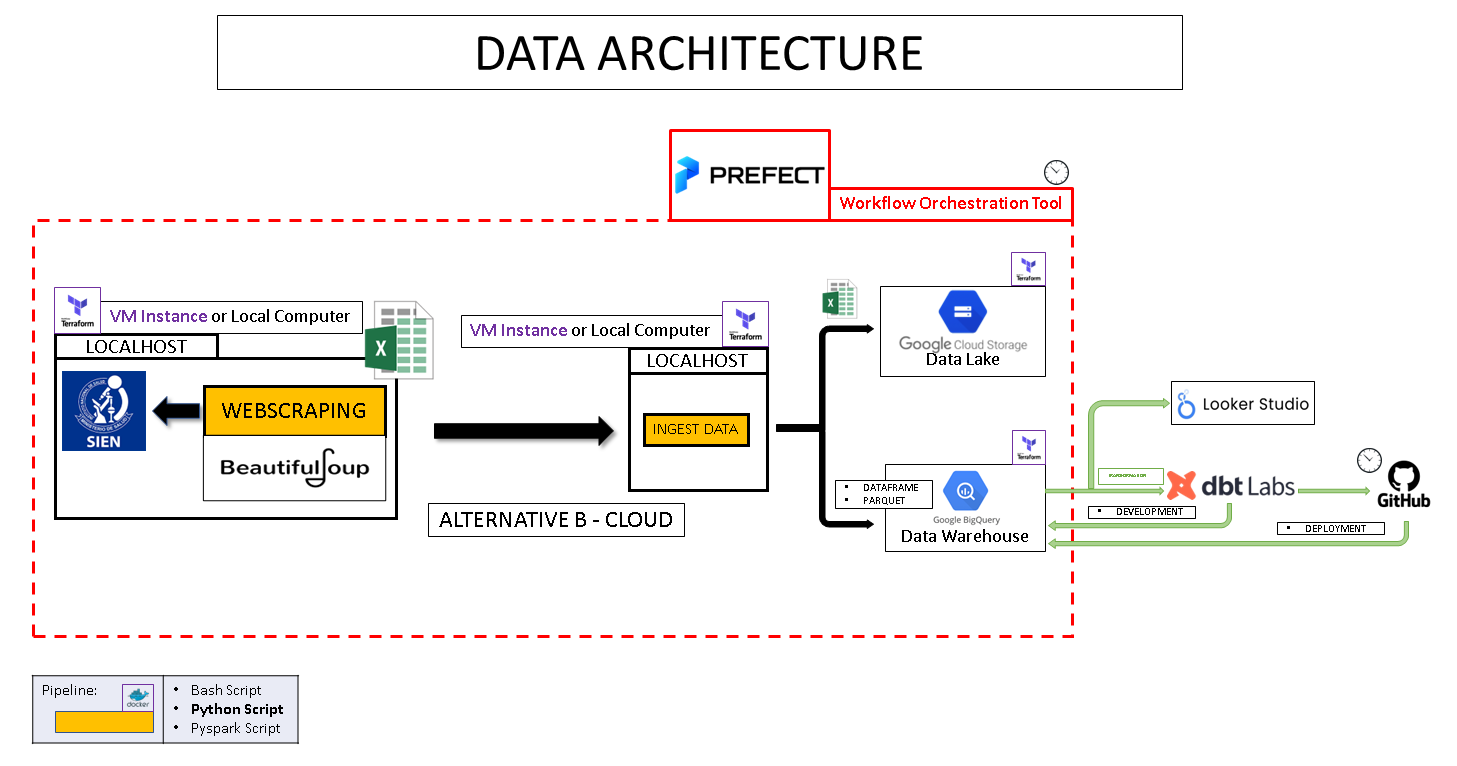 DATA ARCHITECTURE
PREFECT
Workflow Orchestration Tool
Terraform
VM Instance or Local Computer
X
LOCALHOST
SIEN
WEBSCRAPING
BeautifulSoup
VM Instance or Local Computer
Terraform
LOCALHOST
INGEST DATA
ALTERNATIVE B - CLOUD
X
Terraform
Google Cloud Storage
Data Lake
Terraform
• DATAFRAME
• PARQUET
Google BigQuery
Data Warehouse
Looker Studio
dbt Labs
GitHub
• DEVELOPMENT
• DEPLOYMENT
Pipeline:
docker
• Bash Script
• Python Script
• Pyspark Script